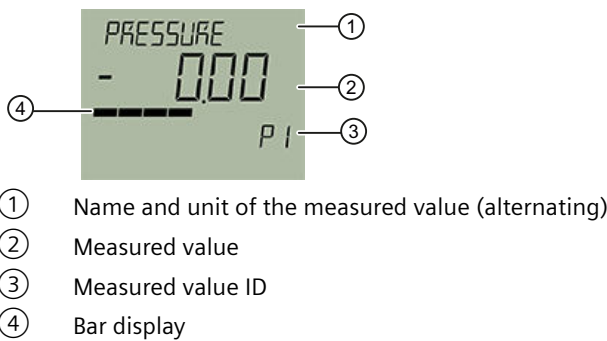 PRESSURE ①
- 0.00 ②
④
P1 ③
① Name and unit of the measured value (alternating)
② Measured value
③ Measured value ID
④ Bar display